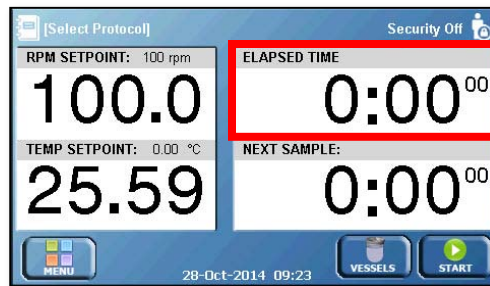 [Select Protocol]
Security Off
RPM SETPOINT: 100 rpm
100.0
ELAPSED TIME
0:00 00
TEMP SETPOINT: 0.00 °C
25.59
NEXT SAMPLE:
0:00 00
MENU
28-Oct-2014 09:23
VESSELS
START